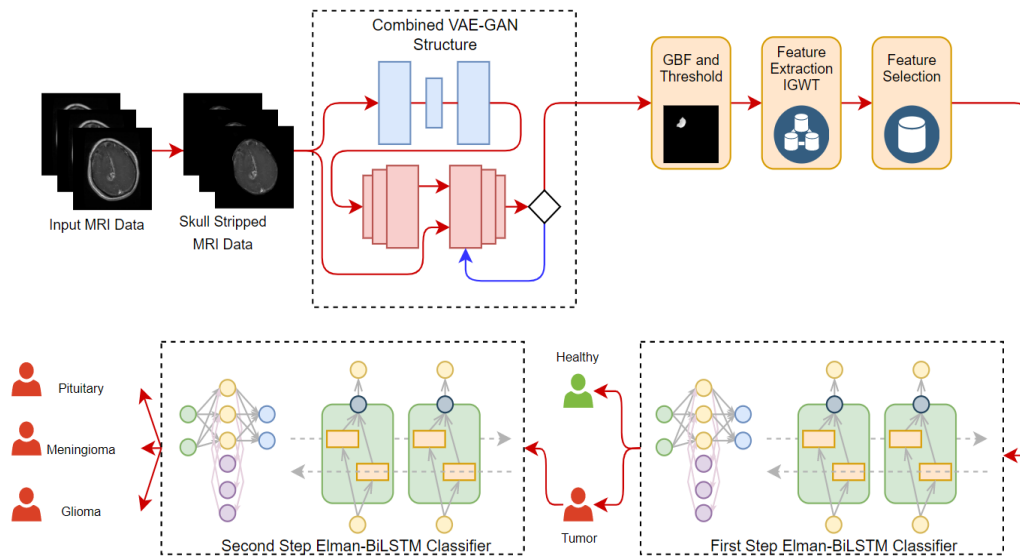 Combined VAE-GAN
Structure
GBF and
Threshold
Feature
Extraction
IGWT
Feature
Selection
Input MRI Data
Skull Stripped
MRI Data
Healthy
Tumor
Pituitary
Meningioma
Glioma
Second Step Elman-BiLSTM Classifier
First Step Elman-BiLSTM Classifier